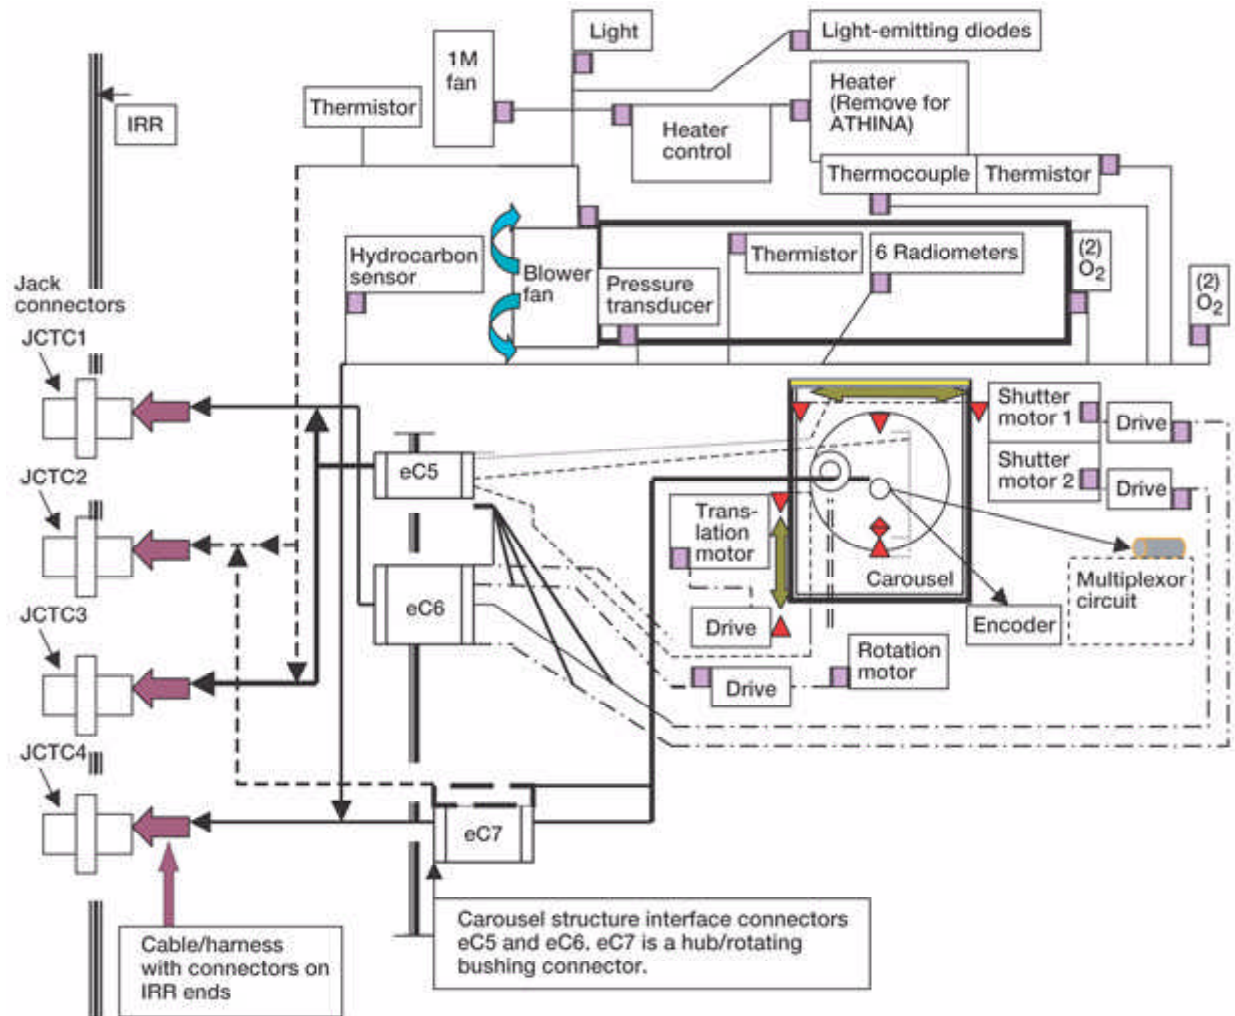 Light
Light-emitting diodes
1M
fan
Thermistor
IRR
Heater
control
Heater
(Remove for
ATHINA)
Thermocouple
Thermistor
Hydrocarbon
sensor
Blower
fan
Pressure
transducer
Thermistor
6 Radiometers
(2)
O2
(2)
O2
Jack
connectors
JCTC1
Shutter
motor 1
Drive
eC5
Shutter
motor 2
Drive
JCTC2
Trans-
lation
motor
Carousel
Multiplexor
circuit
eC6
Drive
Encoder
JCTC3
Rotation
motor
Drive
JCTC4
eC7
Carousel structure interface connectors
eC5 and eC6. eC7 is a hub/rotating
bushing connector.
Cable/harness
with connectors on
IRR ends